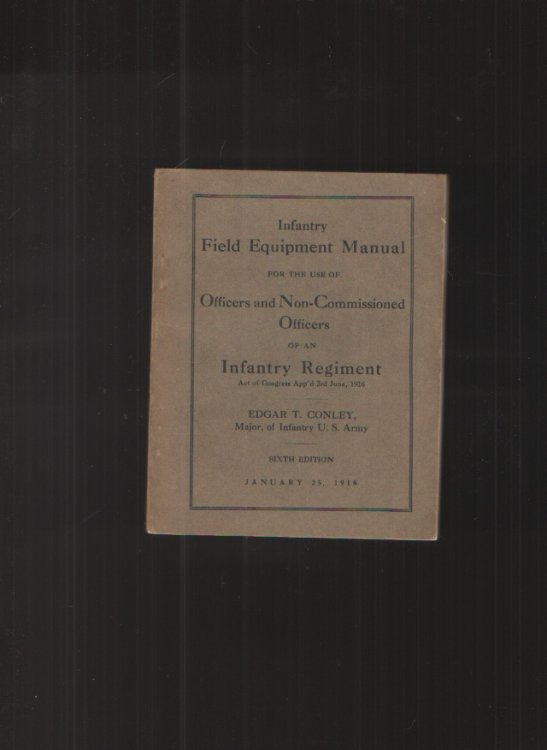 Infantry
Field Equipment Manual
FOR THE USE OF
Officers and Non-Commissioned
Officers
OF AN
Infantry Regiment
Act of Congress App'd 3rd June, 1916
EDGAR T. CONLEY,
Major, of Infantry U. S. Army
SIXTH EDITION
JANUARY 25, 1916